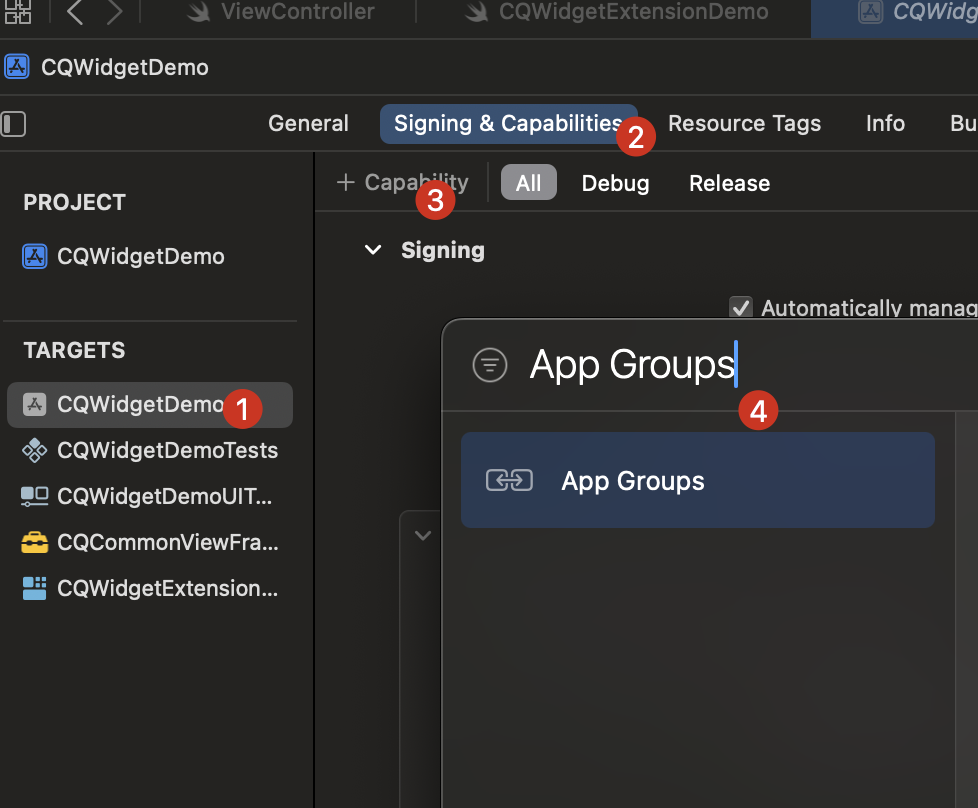 ViewController
CQWidgetExtensionDemo
CQWidg
CQWidgetDemo
General
Signing & Capabilities
2
Resource Tags
Info
Bu
PROJECT
CQWidgetDemo
TARGETS
CQWidgetDemo
1
CQWidgetDemoTests
CQWidgetDemoUIT...
CQCommonViewFra...
CQWidgetExtension...
+ Capability
3
All
Debug
Release
Signing
Automatically manag
App Groups
4
App Groups